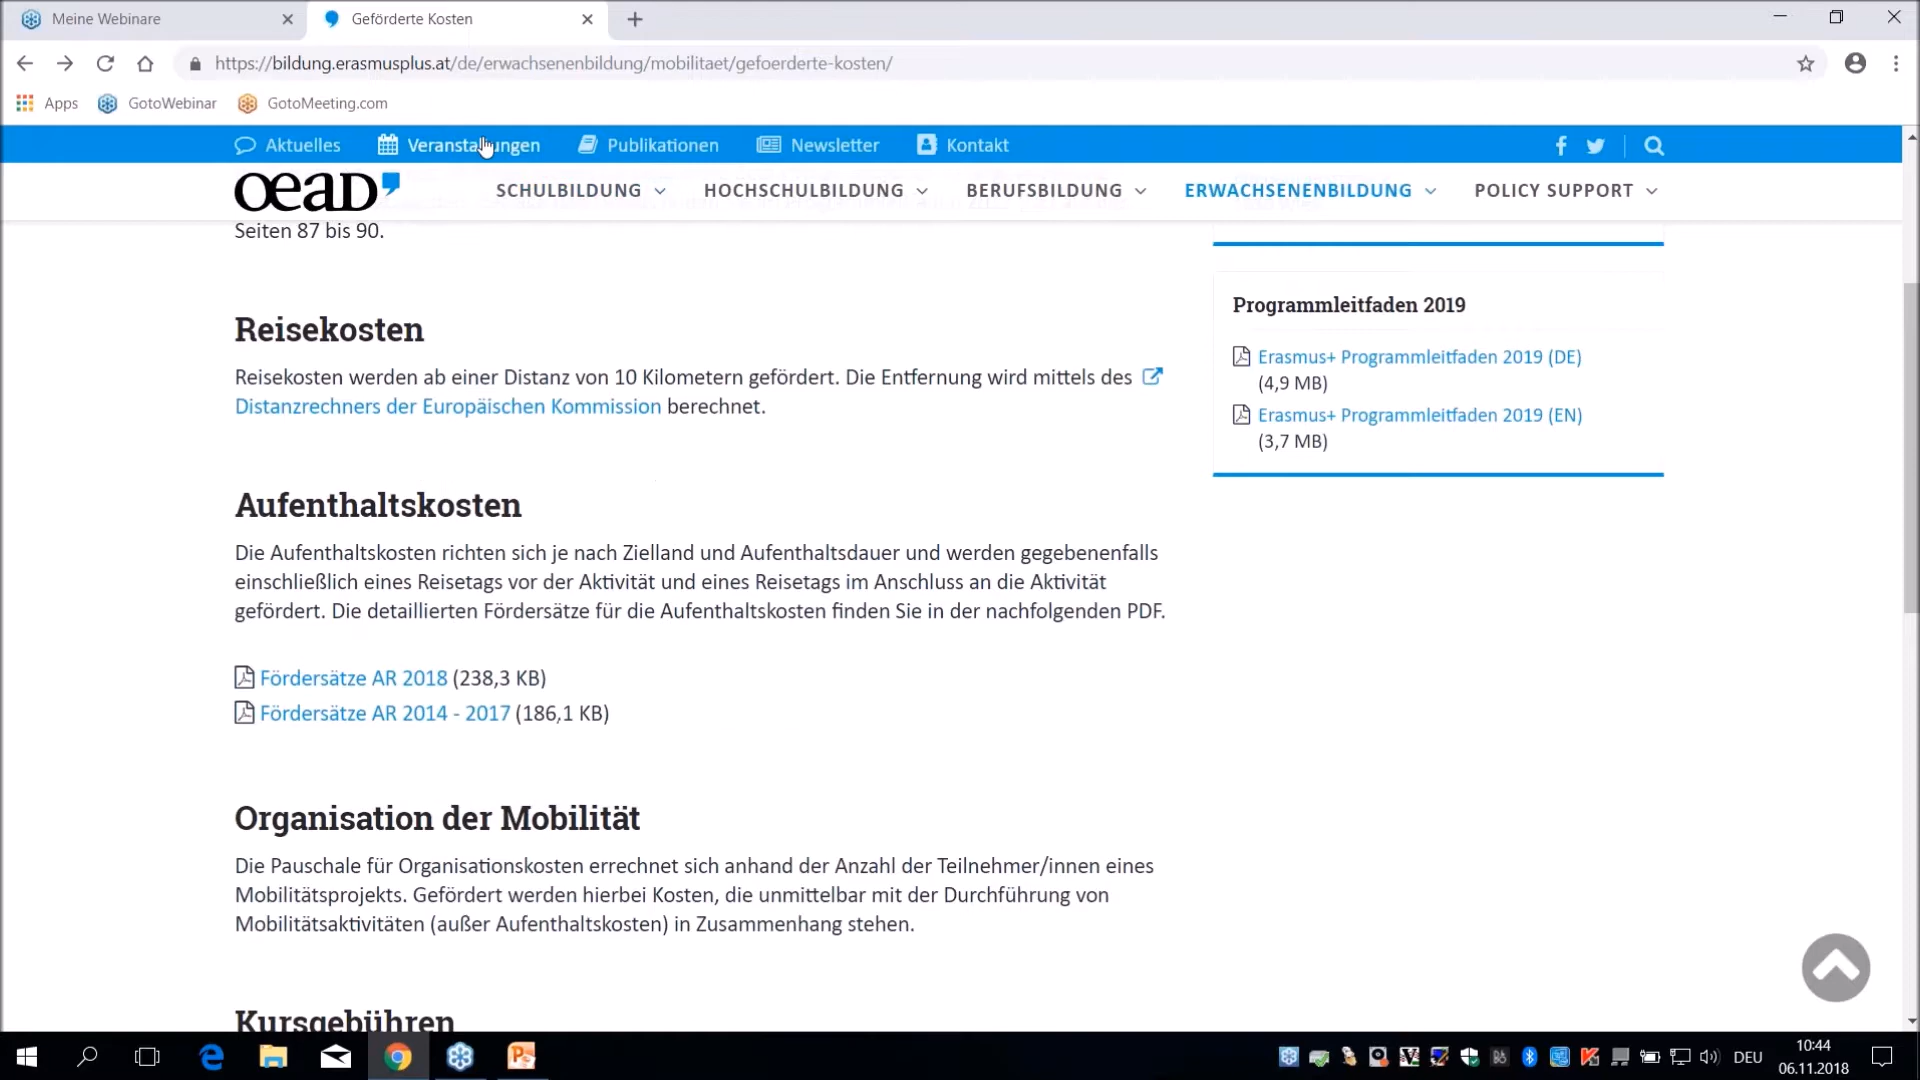 Meine Webinare
Geförderte Kosten
https://bildung.erasmusplus.at/de/erwachsenenbildung/mobilitaet/gefoerderte-kosten/
Apps GotoWebinar GotoMeeting.com
Aktuelles Veranstaltungen Publikationen Newsletter Kontakt
OeAD SCHULBILDUNG HOCHSCHULBILDUNG BERUFSBILDUNG ERWACHSENENBILDUNG POLICY SUPPORT
Seiten 87 bis 90.
Reisekosten
Reisekosten werden ab einer Distanz von 10 Kilometern gefördert. Die Entfernung wird mittels des
Distanzrechners der Europäischen Kommission berechnet.
Aufenthaltskosten
Die Aufenthaltskosten richten sich je nach Zielland und Aufenthaltsdauer und werden gegebenenfalls
einschließlich eines Reisetags vor der Aktivität und eines Reisetags im Anschluss an die Aktivität
gefördert. Die detaillierten Fördersätze für die Aufenthaltskosten finden Sie in der nachfolgenden PDF.
Fördersätze AR 2018 (238,3 KB)
Fördersätze AR 2014 - 2017 (186,1 KB)
Organisation der Mobilität
Die Pauschale für Organisationskosten errechnet sich anhand der Anzahl der Teilnehmer/innen eines
Mobilitätsprojekts. Gefördert werden hierbei Kosten, die unmittelbar mit der Durchführung von
Mobilitätsaktivitäten (außer Aufenthaltskosten) in Zusammenhang stehen.
Kursgebühren
Programmleitfaden 2019
Erasmus+ Programmleitfaden 2019 (DE)
(4,9 MB)
Erasmus+ Programmleitfaden 2019 (EN)
(3,7 MB)
DEU
10:44
06.11.2018